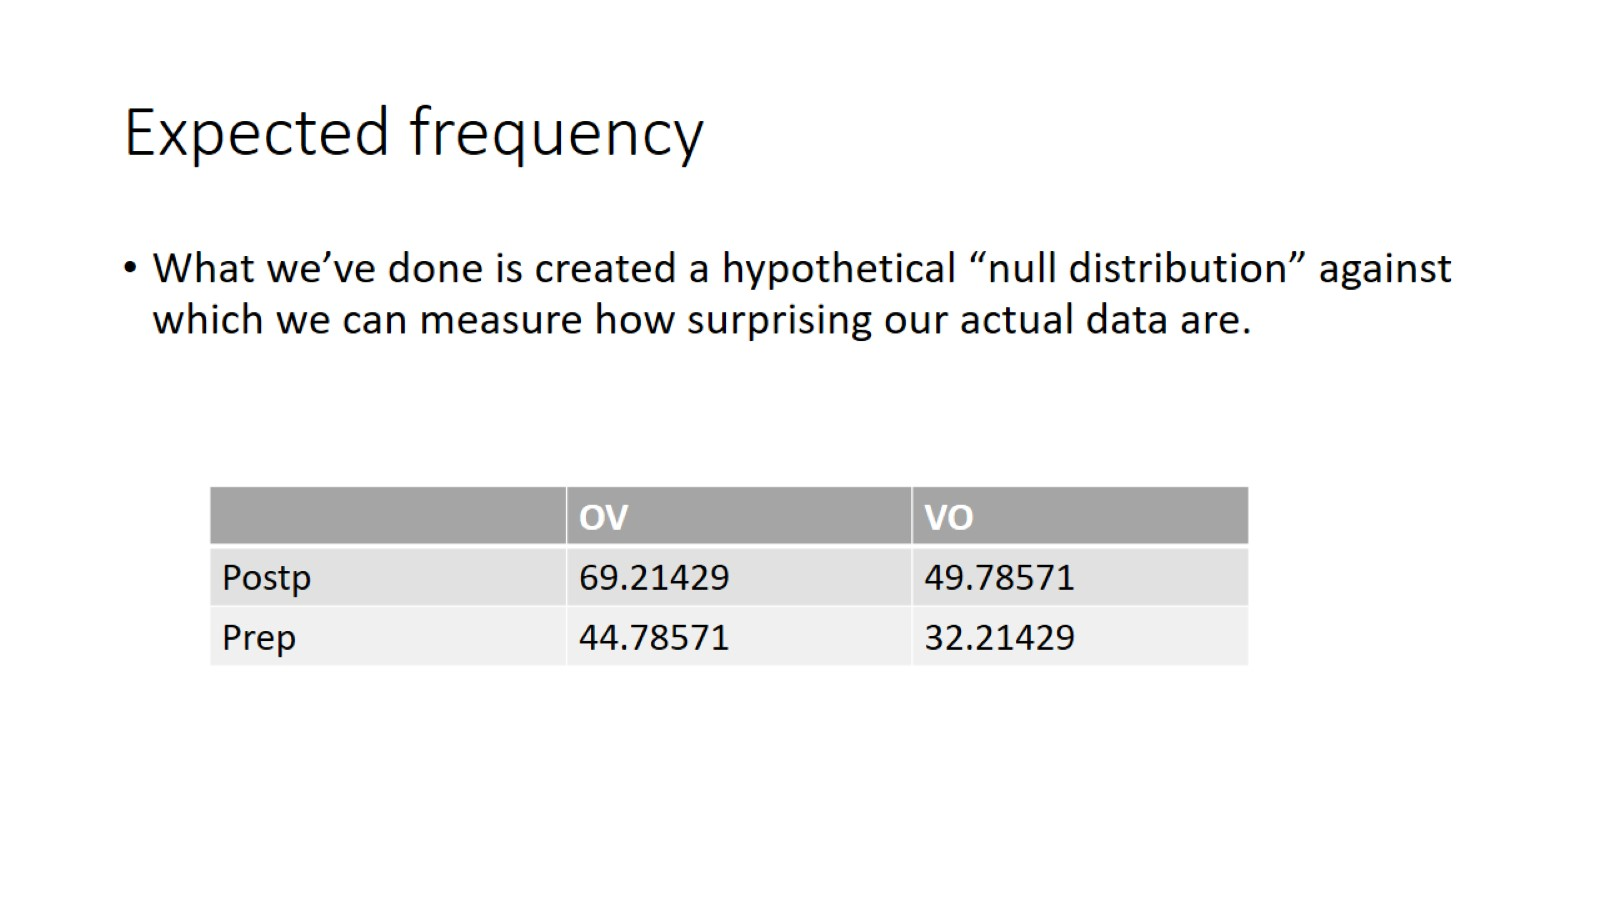 Expected frequency
• What we’ve done is created a hypothetical “null distribution” against
which we can measure how surprising our actual data are.
OV VO
Postp 69.21429 49.78571
Prep 44.78571 32.21429